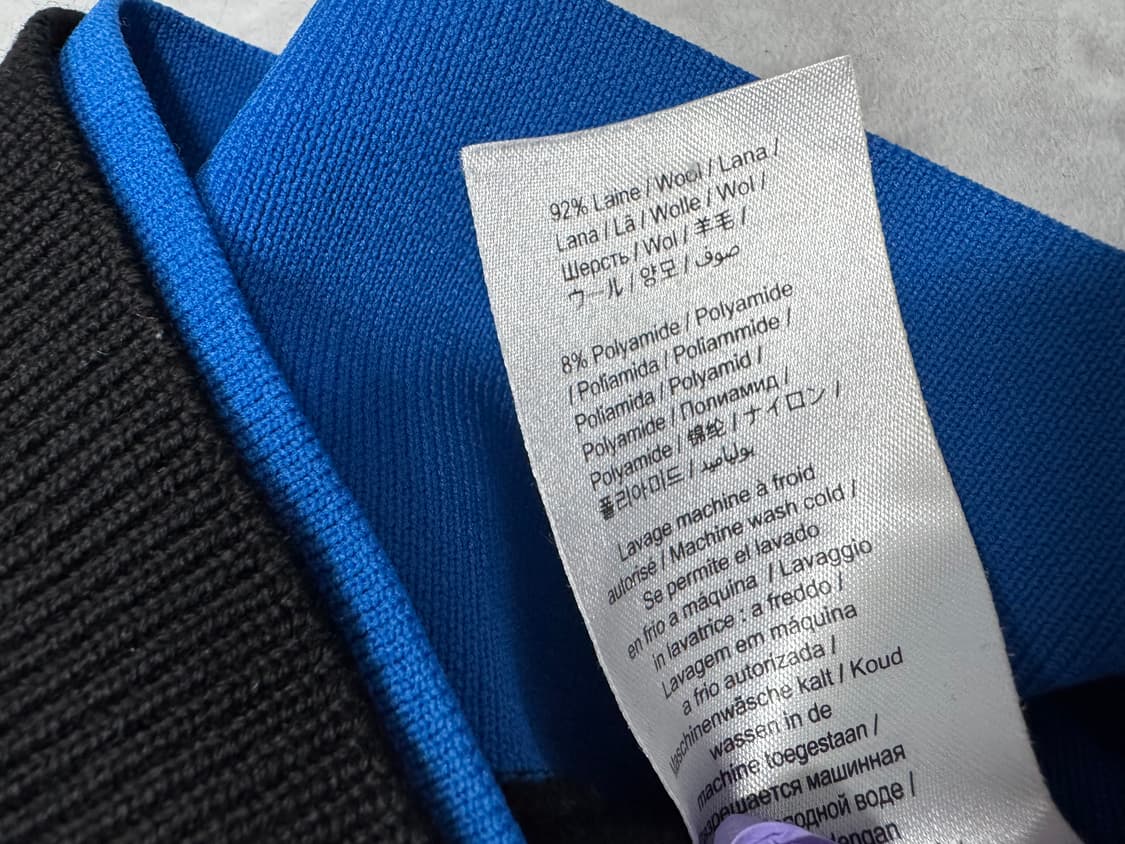 92% Laine / Wool / Lana /
Lana / Lã / Wolle / Wol /
Шерсть / Wol / 羊毛 /
ウール / 양모 / صوف
8% Polyamide / Polyamide
/ Poliamida / Poliammide /
Poliamida / Polyamid /
Polyamide / Полиамид /
Polyamide / 锦纶 / ナイロン /
폴리아미드 / بولياميد
Lavage machine à froid
autorisé / Machine wash cold /
Se permite el lavado
en frio a máquina / Lavaggio
in lavatrice : a freddo /
Lavagem em máquina
a frio autorizada /
Maschinenwäsche kalt / Koud
wassen in de
machine toegestaan /
машинная
воде /